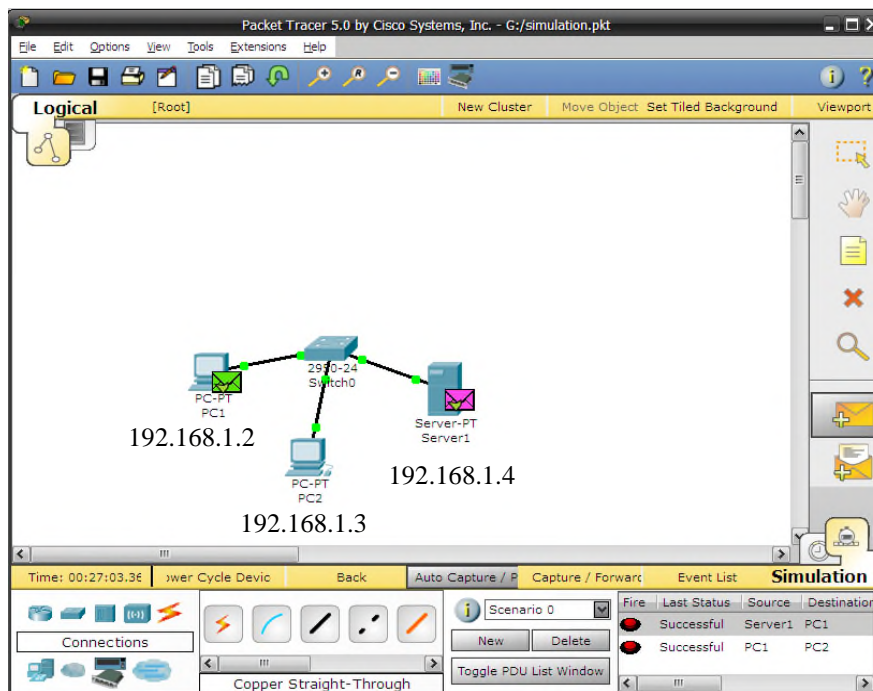 Packet Tracer 5.0 by Cisco Systems, Inc. - G:/simulation.pkt
File Edit Options View Tools Extensions Help
Logical [Root] New Cluster Move Object Set Tiled Background Viewport
2950-24
Switch0
PC-PT
PC1
192.168.1.2
Server-PT
Server1
192.168.1.4
PC-PT
PC2
192.168.1.3
Time: 00:27:03.36 ower Cycle Devic Back Auto Capture / P Capture / Forward Event List Simulation
Connections
Copper Straight-Through
Scenario 0
New Delete
Toggle PDU List Window
Fire Last Status Source Destination
Successful Server1 PC1
Successful PC1 PC2